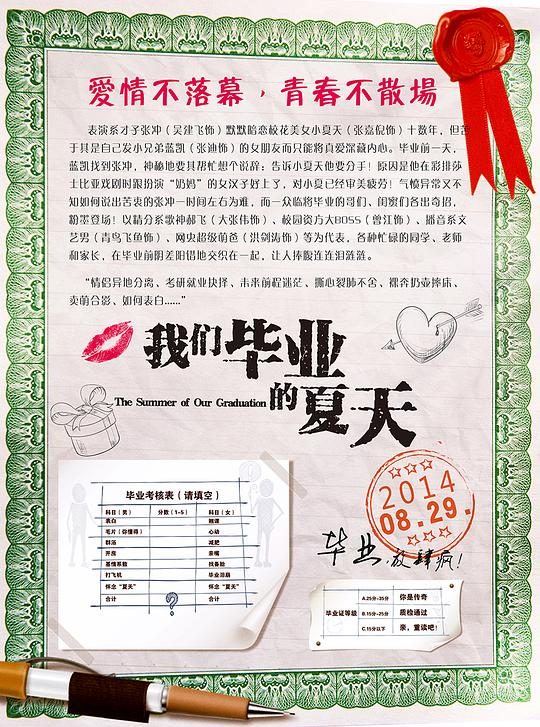 愛情不落幕，青春不散場
表演系才子张冲（吴建飞饰）默默暗恋校花美女小夏天（张嘉倪饰）十数年，但苦
于其是自己发小兄弟蓝凯（张迪饰）的女朋友而只能将真爱深藏内心。毕业前一天，
蓝凯找到张冲，神秘地要其帮忙想个说辞：告诉小夏天他要分手！原因是他在彩排莎
士比亚戏剧时跟扮演“奶妈”的女汉子好上了，对小夏已经审美疲劳！气愤异常又不
知如何说出苦衷的张冲一时间左右为难，而一众临将毕业的哥们、闺蜜们各出奇招，
粉墨登场！以精分系歌神郝飞（大张伟饰）、校园资方大BOSS（曾江饰）、播音系文
艺男（青鸟飞鱼饰）、网央超级萌爸（洪剑涛饰）等为代表，各种忙碌的同学、老师
和家长，在毕业前阴差阳错地交织在一起，让人捧腹连连泪涟涟。
“情侣异地分离、考研就业抉择、未来前程迷茫、撕心裂肺不舍、裸奔奶壶摔床、
卖萌合影、如何表白……”
我们毕业
的夏天
The Summer of Our Graduation
毕业考核表（请填空）
科目（男） 分数（1-5） 科目（女）
表白 翘课
毛片（你懂得） 心动
群殴 减肥
开房 亲嘴
基情系数 找备胎
打飞机 毕业泪崩
怀念“夏天” 怀念“夏天”
合计 合计
2014
08.29.
毕业，放肆疯！
毕业证等级
A.25分-35分 你是传奇
B.15分-25分 质检通过
C.15分以下 亲，重读吧！